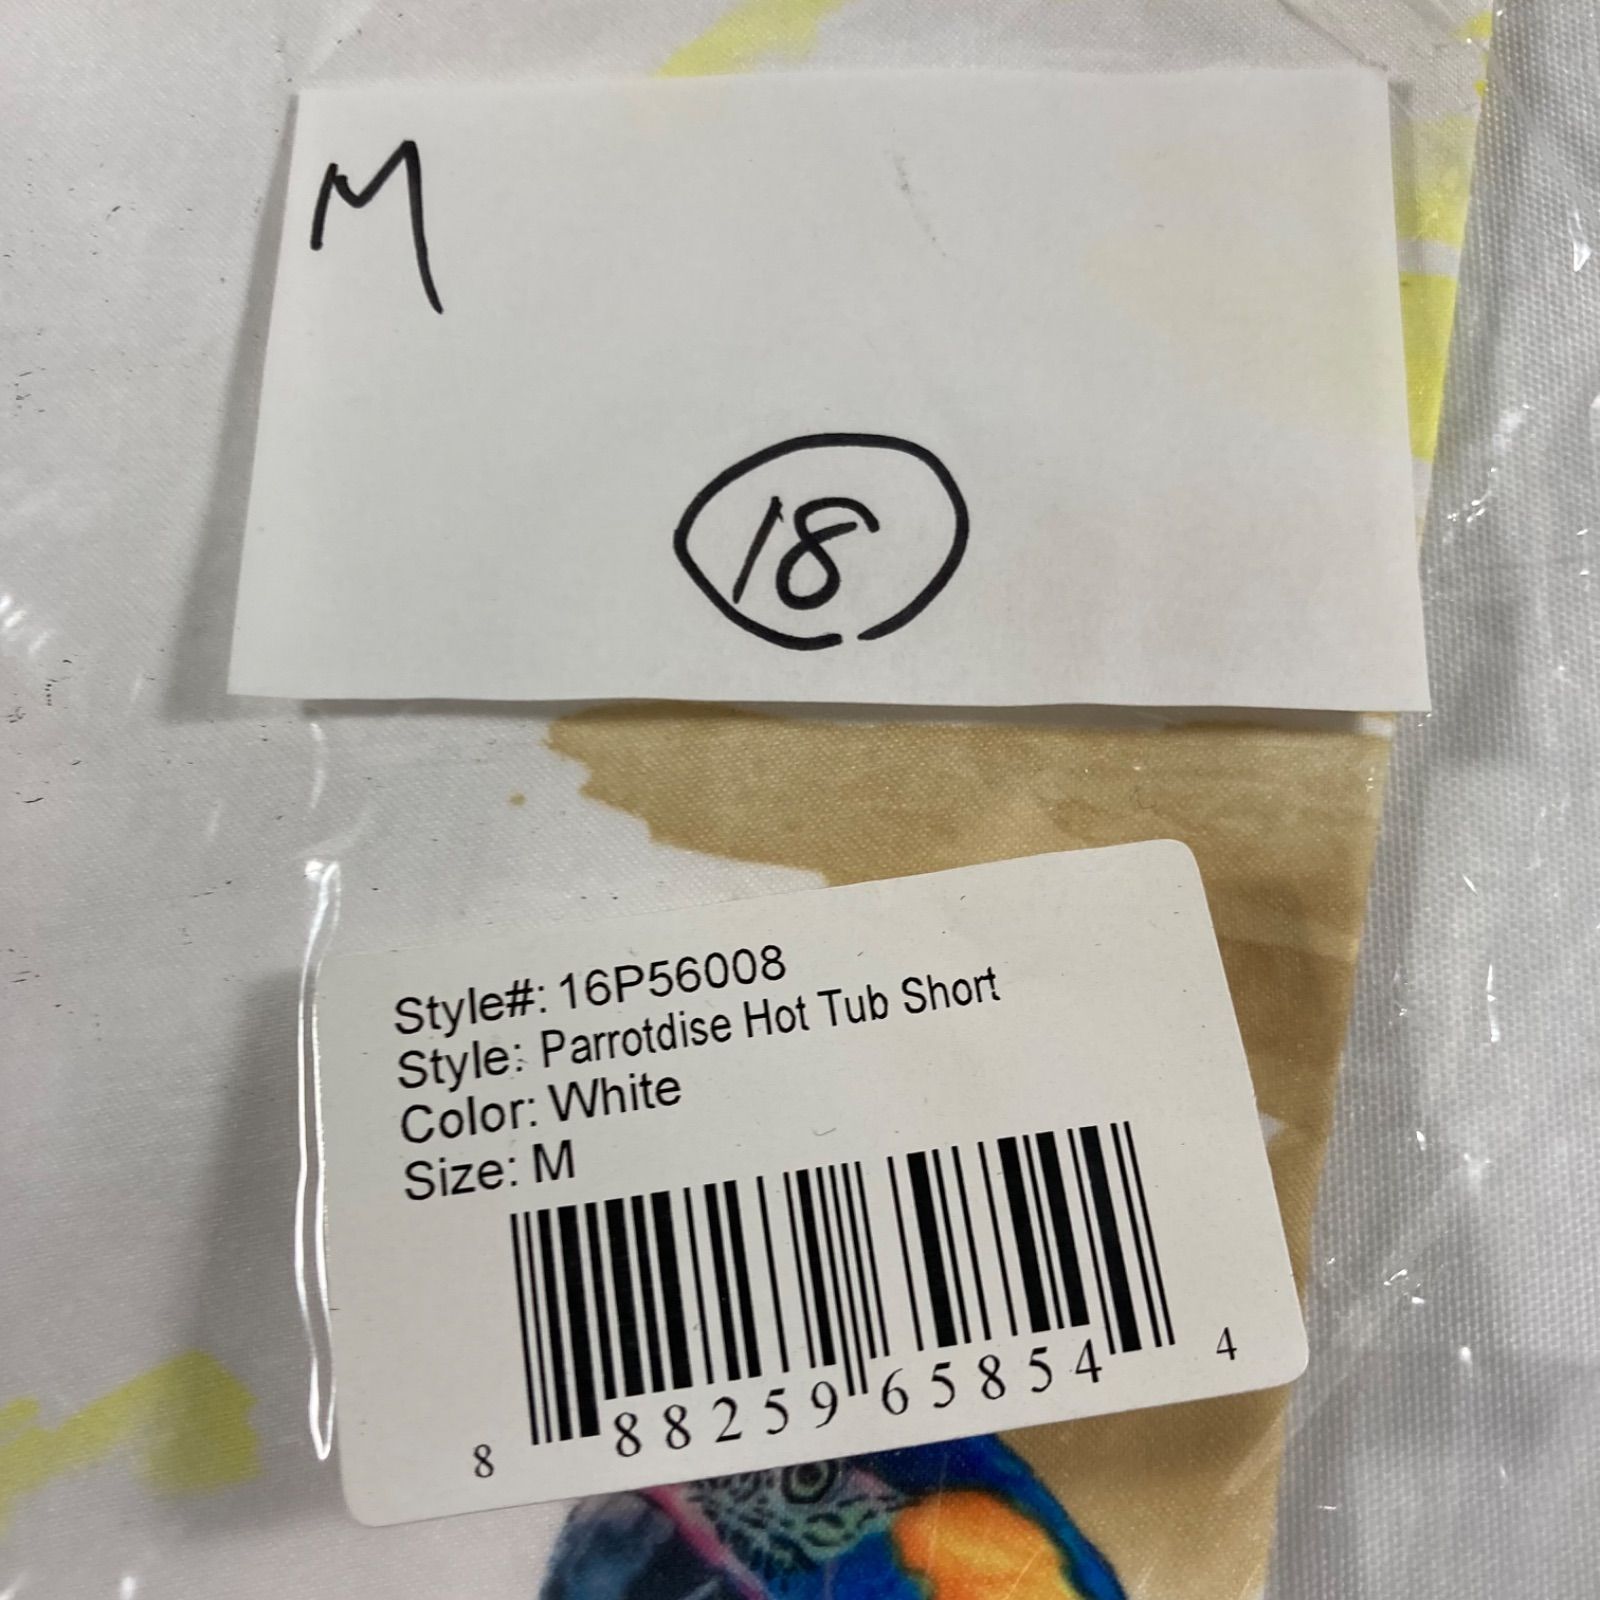 M
18
Style#: 16P56008
Style: Parrotdise Hot Tub Short
Color: White
Size: M
8 88259 65854 4